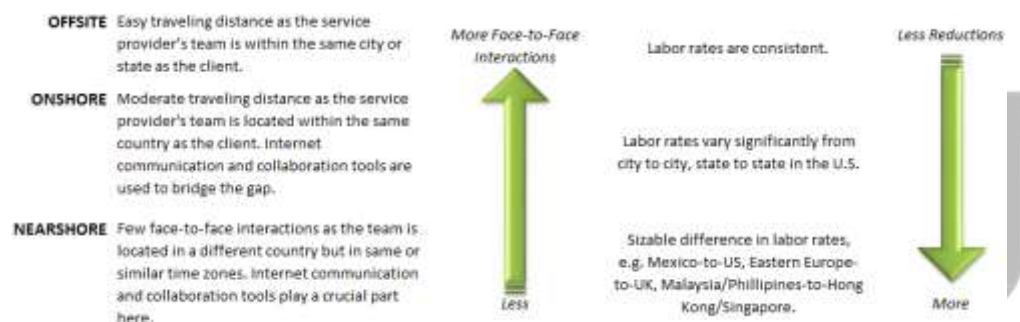 OFFSITE Easy traveling distance as the service
provider's team is within the same city or
state as the client.
More Face-to-Face
Interactions
Labor rates are consistent.
Less Reductions
ONSHORE Moderate traveling distance as the service
provider's team is located within the same
country as the client. Internet
communication and collaboration tools are
used to bridge the gap.
Labor rates vary significantly from
city to city, state to state in the U.S.
NEARSHORE Few face-to-face interactions as the team is
located in a different country but in same or
similar time zones. Internet communication
and collaboration tools play a crucial part
here.
Less
Sizable difference in labor rates,
e.g. Mexico-to-US, Eastern Europe-
to-UK, Malaysia/Phillipines-to-Hong
Kong/Singapore.
More